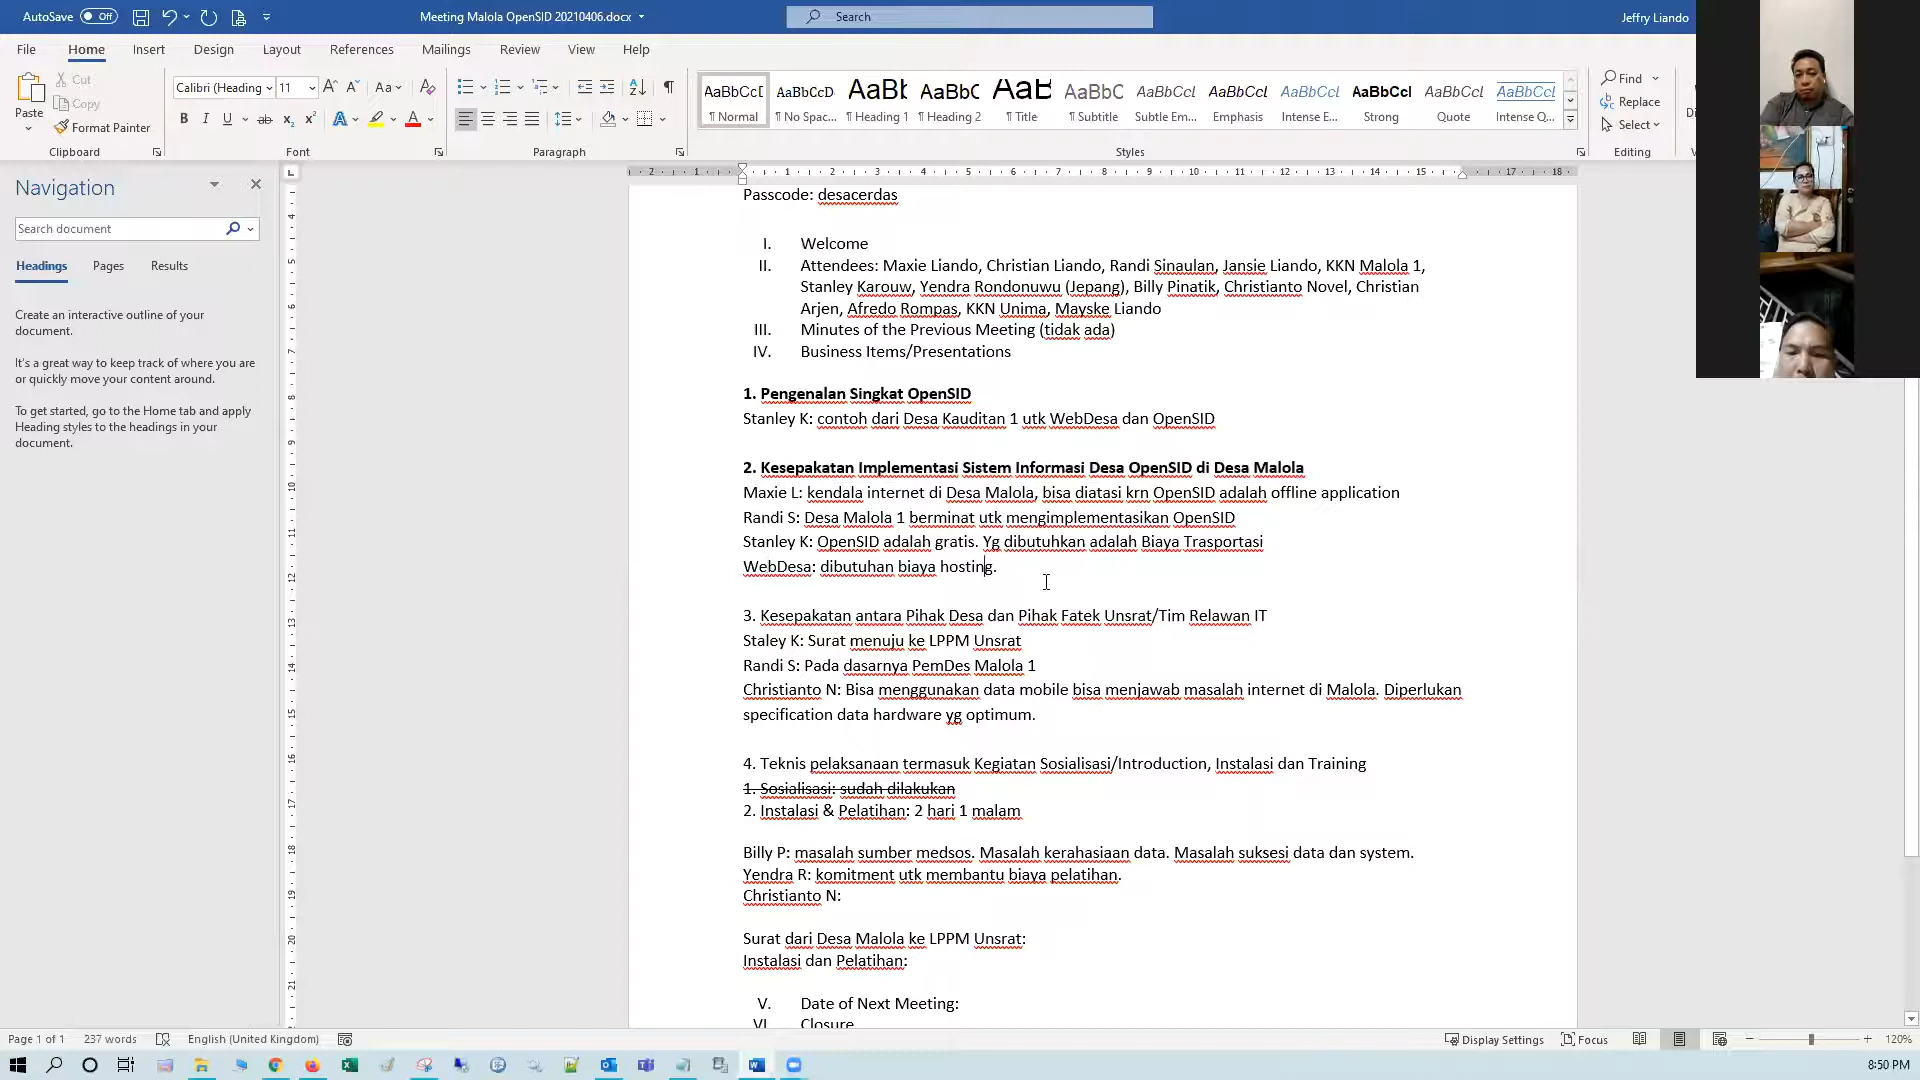 AutoSave Off
Meeting Malola OpenSID 20210406.docx
Search
Jeffry Liando
File Home Insert Design Layout References Mailings Review View Help
Paste
Cut
Copy
Format Painter
Clipboard
Calibri (Heading 11
Font
Paragraph
AaBbCcD AaBbCcD AaBb( AaBbC AaB AaBbC AaBbCcI AaBbCcI AaBbCcI AaBbCcI AaBbCcI AaBbCcI
¶ Normal ¶ No Spac... ¶ Heading 1 ¶ Heading 2 ¶ Title ¶ Subtitle Subtle Em... Emphasis Intense E... Strong Quote Intense Q...
Styles
Find
Replace
Select
Editing
Navigation
Search document
Headings Pages Results
Create an interactive outline of your
document.
It's a great way to keep track of where you are
or quickly move your content around.
To get started, go to the Home tab and apply
Heading styles to the headings in your
document.
Passcode: desacerdas
I. Welcome
II. Attendees: Maxie Liando, Christian Liando, Randi Sinaulan, Jansie Liando, KKN Malola 1,
Stanley Karouw, Yendra Rondonuwu (Jepang), Billy Pinatik, Christianto Novel, Christian
Arjen, Afredo Rompas, KKN Unima, Mayske Liando
III. Minutes of the Previous Meeting (tidak ada)
IV. Business Items/Presentations
1. Pengenalan Singkat OpenSID
Stanley K: contoh dari Desa Kauditan 1 utk WebDesa dan OpenSID
2. Kesepakatan Implementasi Sistem Informasi Desa OpenSID di Desa Malola
Maxie L: kendala internet di Desa Malola, bisa diatasi krn OpenSID adalah offline application
Randi S: Desa Malola 1 berminat utk mengimplementasikan OpenSID
Stanley K: OpenSID adalah gratis. Yg dibutuhkan adalah Biaya Trasportasi
WebDesa: dibutuhan biaya hosting.
3. Kesepakatan antara Pihak Desa dan Pihak Fatek Unsrat/Tim Relawan IT
Staley K: Surat menuju ke LPPM Unsrat
Randi S: Pada dasarnya PemDes Malola 1
Christianto N: Bisa menggunakan data mobile bisa menjawab masalah internet di Malola. Diperlukan
specification data hardware yg optimum.
4. Teknis pelaksanaan termasuk Kegiatan Sosialisasi/Introduction, Instalasi dan Training
1. Sosialisasi: sudah dilakukan
2. Instalasi & Pelatihan: 2 hari 1 malam
Billy P: masalah sumber medsos. Masalah kerahasiaan data. Masalah suksesi data dan system.
Yendra R: komitment utk membantu biaya pelatihan.
Christianto N:
Surat dari Desa Malola ke LPPM Unsrat:
Instalasi dan Pelatihan:
V. Date of Next Meeting:
VI. Closure
Page 1 of 1 237 words English (United Kingdom) Display Settings Focus 120%
8:50 PM